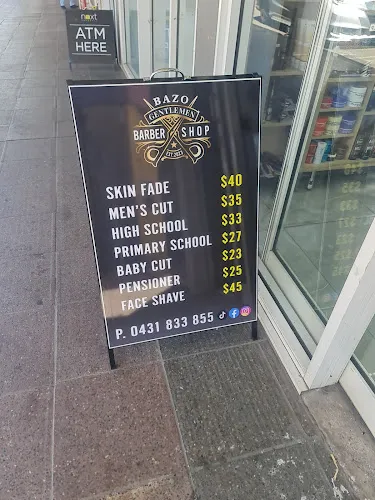 next
ATM
HERE
BAZO
GENTLEMEN
BARBER SHOP
SKIN FADE $40
MEN'S CUT $35
HIGH SCHOOL $33
PRIMARY SCHOOL $27
BABY CUT $23
PENSIONER $25
FACE SHAVE $45
P. 0431 833 855